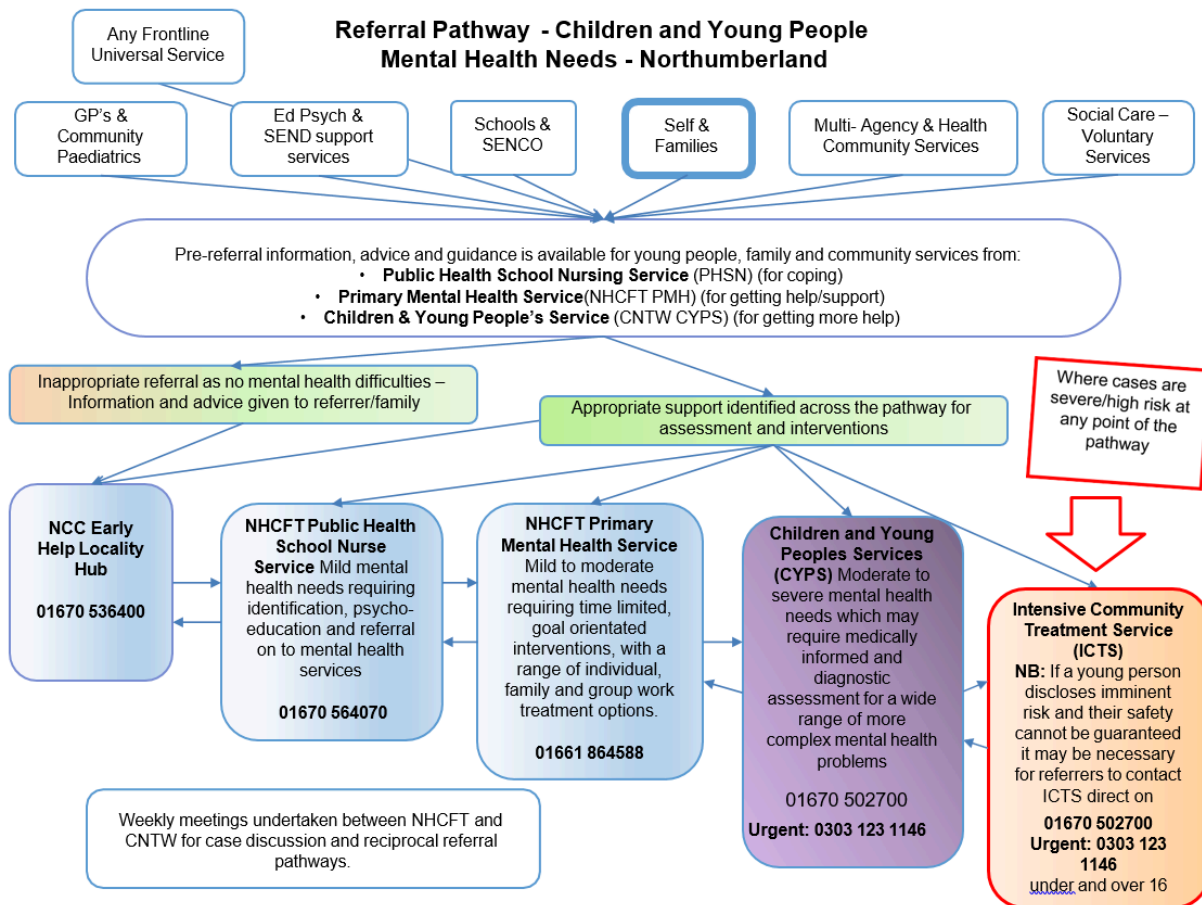 Referral Pathway - Children and Young People
Mental Health Needs - Northumberland
Any Frontline
Universal Service
GP's &
Community
Paediatrics
Ed Psych &
SEND support
services
Schools &
SENCO
Self &
Families
Multi- Agency & Health
Community Services
Social Care –
Voluntary
Services
Pre-referral information, advice and guidance is available for young people, family and community services from:
• Public Health School Nursing Service (PHSN) (for coping)
• Primary Mental Health Service(NHCFT PMH) (for getting help/support)
• Children & Young People's Service (CNTW CYPS) (for getting more help)
Inappropriate referral as no mental health difficulties –
Information and advice given to referrer/family
Appropriate support identified across the pathway for
assessment and interventions
Where cases are
severe/high risk at
any point of the
pathway
NCC Early
Help Locality
Hub
01670 536400
NHCFT Public Health
School Nurse
Service Mild mental
health needs requiring
identification, psycho-
education and referral
on to mental health
services
01670 564070
NHCFT Primary
Mental Health Service
Mild to moderate
mental health needs
requiring time limited,
goal orientated
interventions, with a
range of individual,
family and group work
treatment options.
01661 864588
Children and Young
Peoples Services
(CYPS) Moderate to
severe mental health
needs which may
require medically
informed and
diagnostic
assessment for a wide
range of more
complex mental health
problems
01670 502700
Urgent: 0303 123 1146
Intensive Community
Treatment Service
(ICTS)
NB: If a young person
discloses imminent
risk and their safety
cannot be guaranteed
it may be necessary
for referrers to contact
ICTS direct on
01670 502700
Urgent: 0303 123
1146
under and over 16
Weekly meetings undertaken between NHCFT and
CNTW for case discussion and reciprocal referral
pathways.